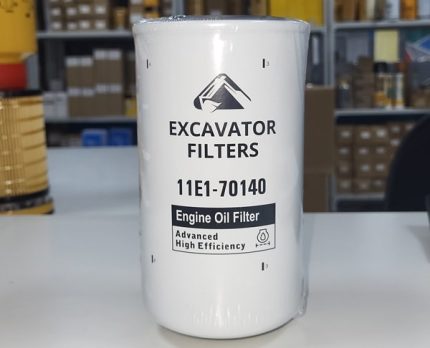 EXCAVATOR
FILTERS
11E1-70140
Engine Oil Filter
Advanced
High Efficiency